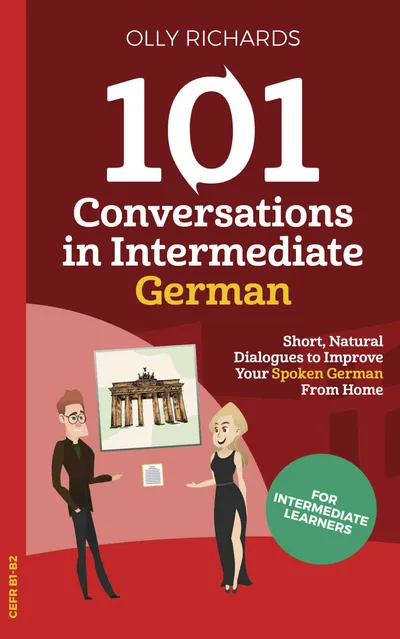 OLLY RICHARDS
101
Conversations
in Intermediate
German
Short, Natural
Dialogues to Improve
Your Spoken German
From Home
FOR
INTERMEDIATE
LEARNERS
CEFR B1-B2